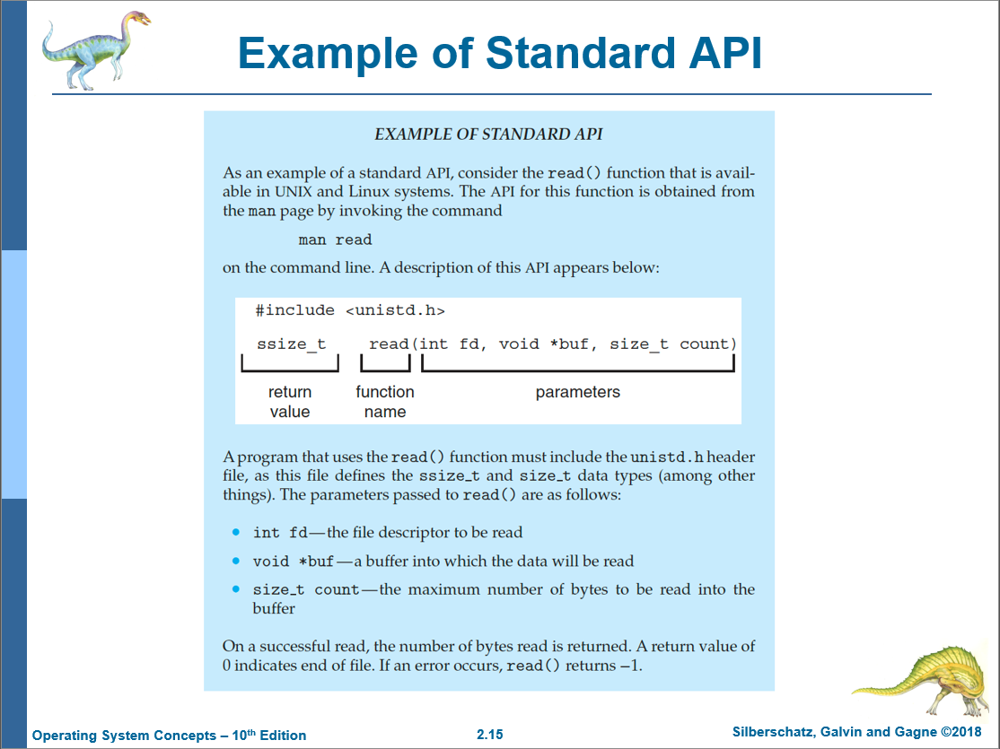 Example of Standard API
EXAMPLE OF STANDARD API
As an example of a standard API, consider the read() function that is avail-
able in UNIX and Linux systems. The API for this function is obtained from
the man page by invoking the command
man read
on the command line. A description of this API appears below:
#include <unistd.h>
ssize_t read(int fd, void *buf, size_t count)
return function parameters
value name
A program that uses the read() function must include the unistd.h header
file, as this file defines the ssize_t and size_t data types (among other
things). The parameters passed to read() are as follows:
• int fd—the file descriptor to be read
• void *buf—a buffer into which the data will be read
• size_t count—the maximum number of bytes to be read into the
buffer
On a successful read, the number of bytes read is returned. A return value of
0 indicates end of file. If an error occurs, read() returns −1.
Operating System Concepts – 10th Edition 2.15 Silberschatz, Galvin and Gagne ©2018